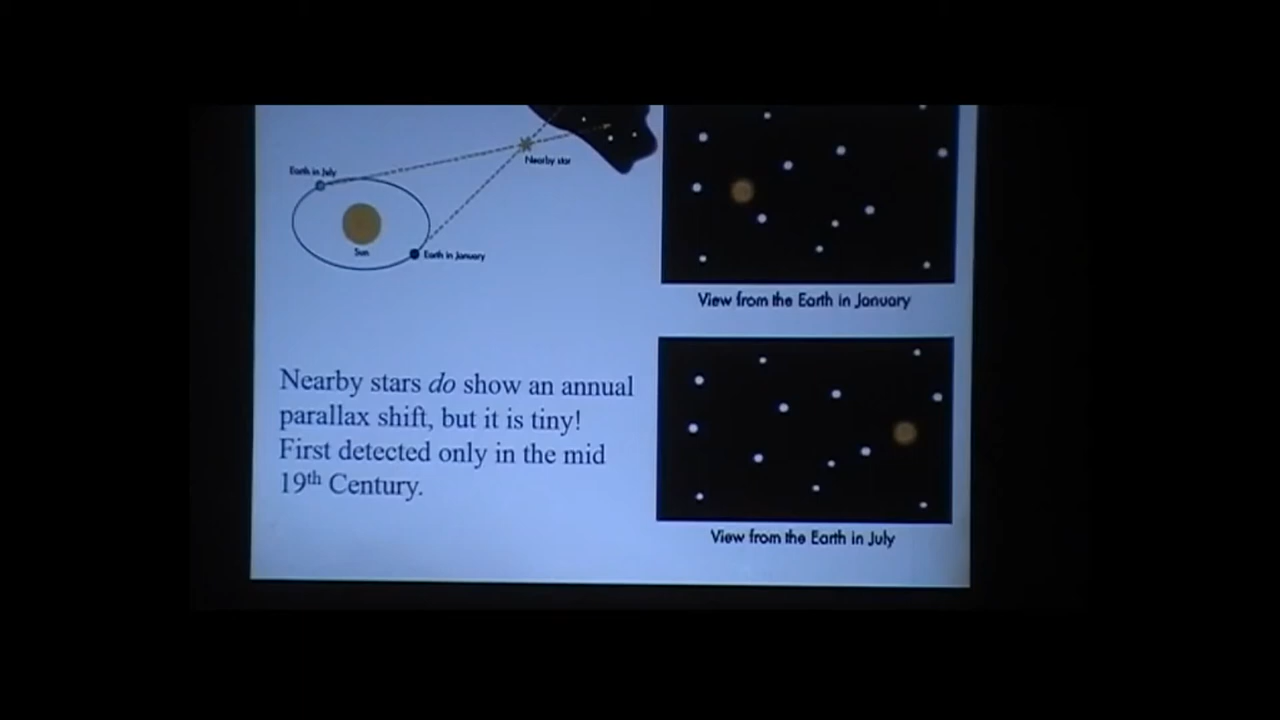 Earth in July
Nearby star
Sun
Earth in January
View from the Earth in January
Nearby stars do show an annual
parallax shift, but it is tiny!
First detected only in the mid
19th Century.
View from the Earth in July